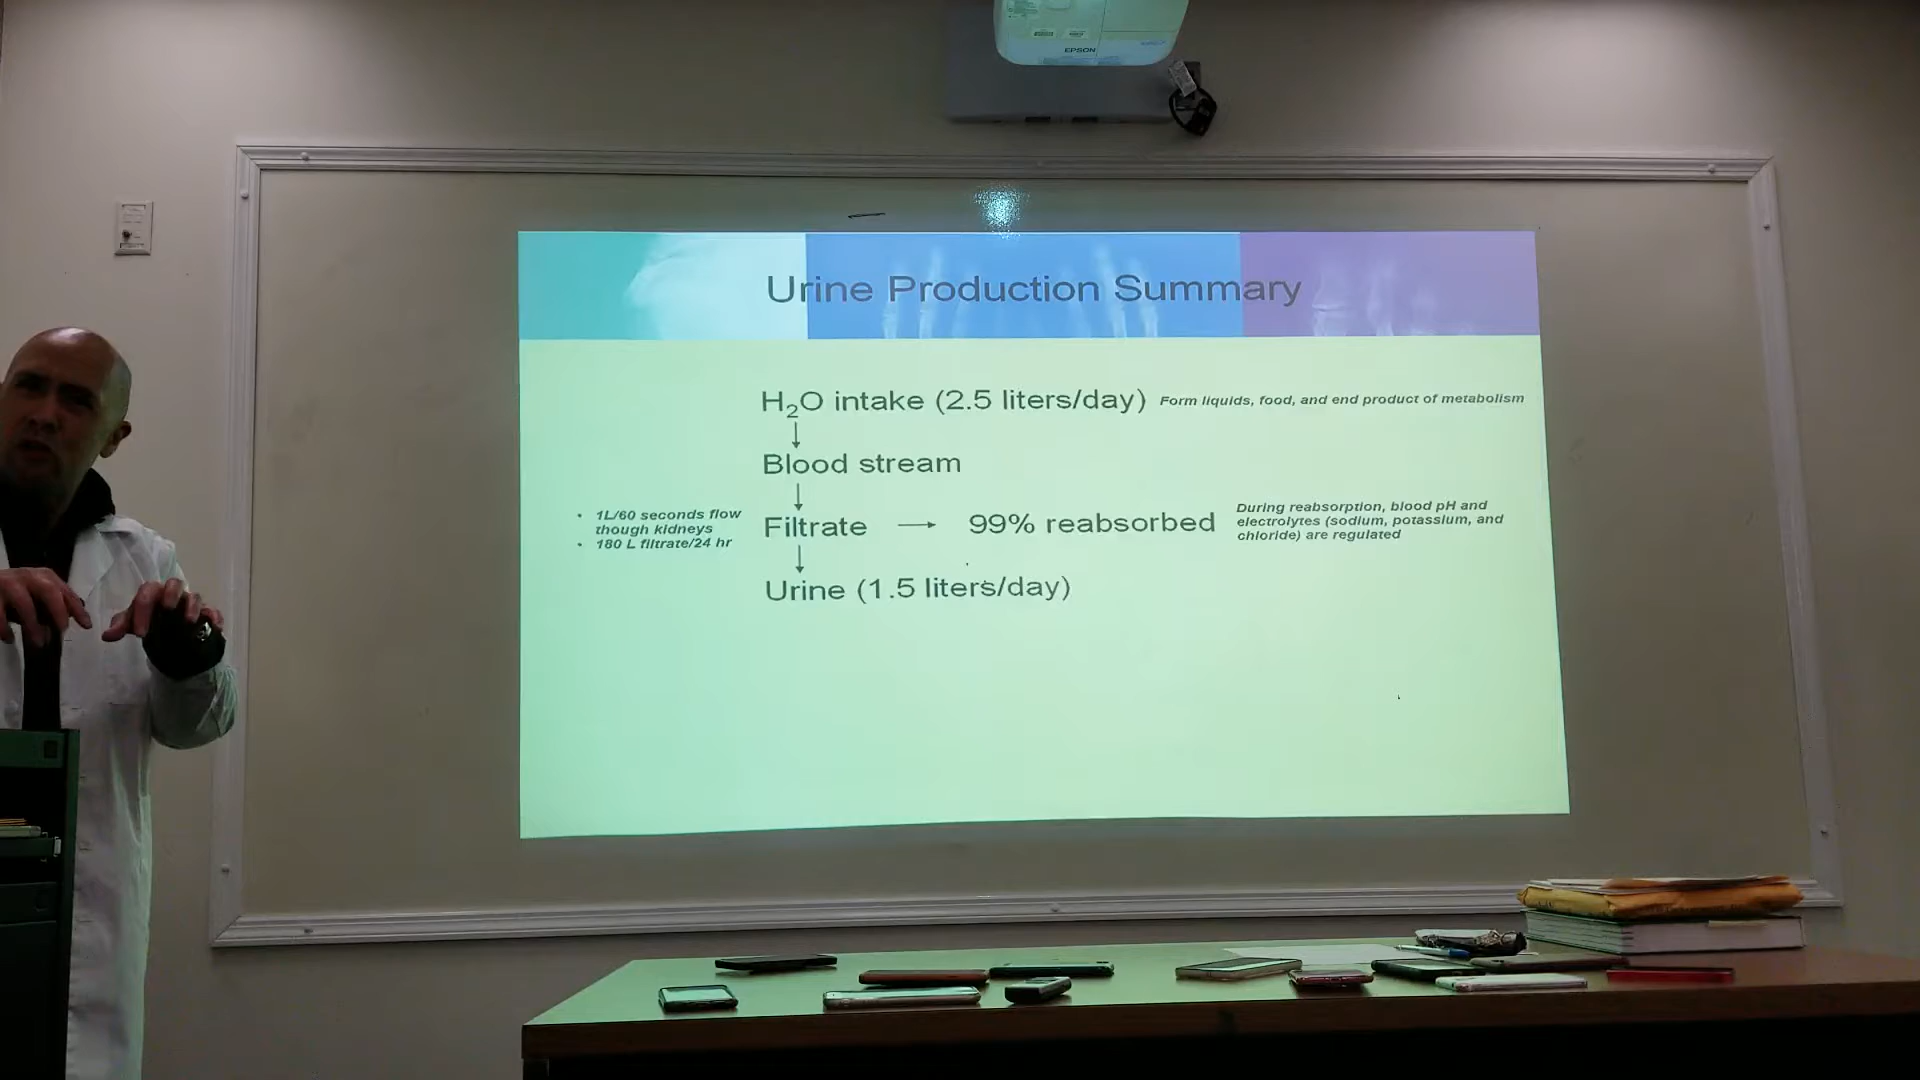 EPSON
Urine Production Summary
H₂O intake (2.5 liters/day) Form liquids, food, and end product of metabolism
Blood stream
• 1L/60 seconds flow
though kidneys
• 180 L filtrate/24 hr
Filtrate → 99% reabsorbed
During reabsorption, blood pH and
electrolytes (sodium, potassium, and
chloride) are regulated
Urine (1.5 liters/day)